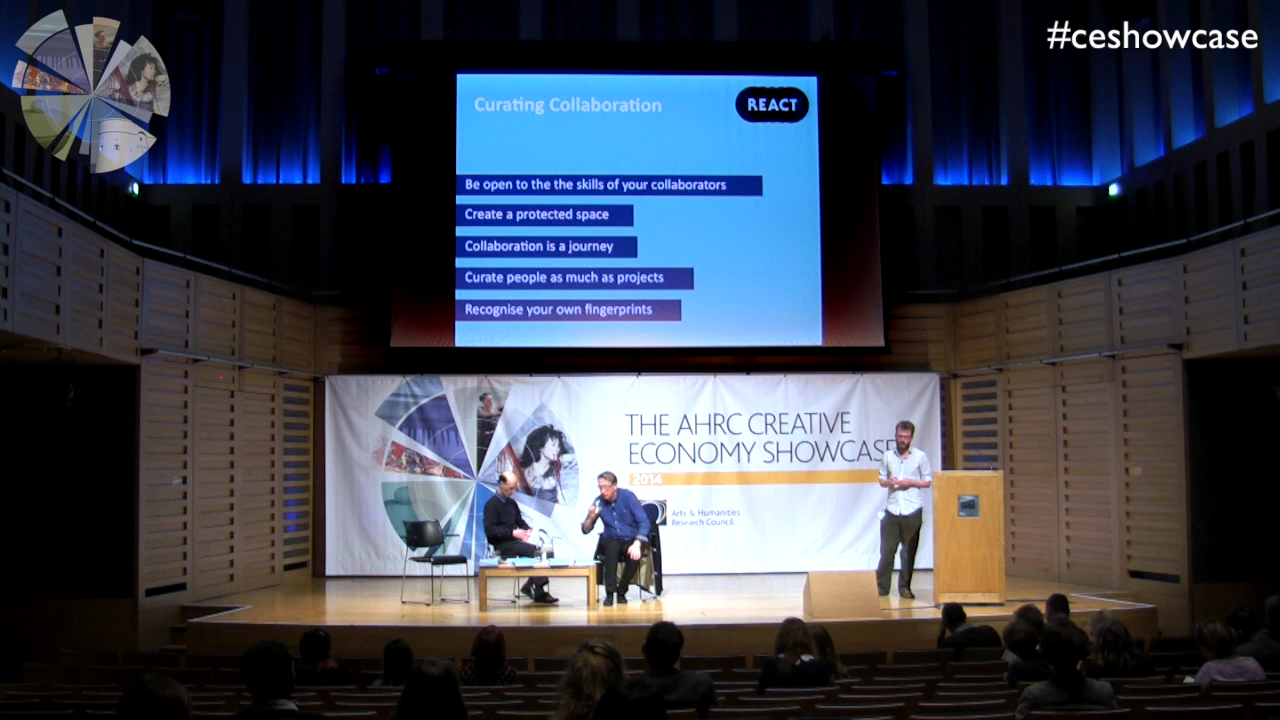 #ceshowcase
Curating Collaboration
REACT
Be open to the the skills of your collaborators
Create a protected space
Collaboration is a journey
Curate people as much as projects
Recognise your own fingerprints
THE AHRC CREATIVE
ECONOMY SHOWCASE
2014
Arts & Humanities
Research Council